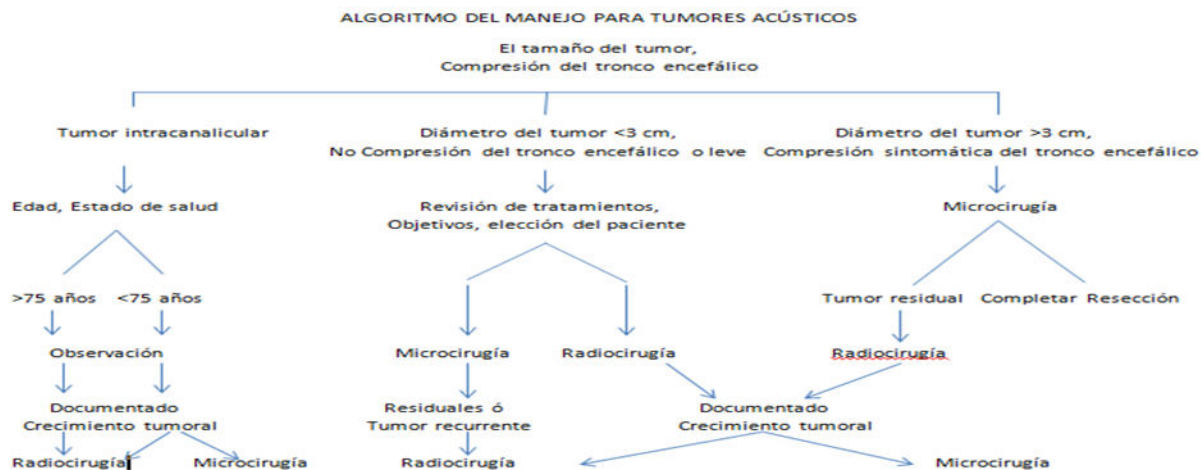 ALGORITMO DEL MANEJO PARA TUMORES ACÚSTICOS
El tamaño del tumor,
Compresión del tronco encefálico
Tumor intracanalicular
Diámetro del tumor <3 cm,
No Compresión del tronco encefálico o leve
Diámetro del tumor >3 cm,
Compresión sintomática del tronco encefálico
Edad, Estado de salud
Revisión de tratamientos,
Objetivos, elección del paciente
Microcirugía
>75 años
<75 años
Tumor residual
Completar Resección
Observación
Microcirugía
Radiocirugía
Radiocirugía
Documentado
Crecimiento tumoral
Residuales ó
Tumor recurrente
Documentado
Crecimiento tumoral
Radiocirugía
Microcirugía
Radiocirugía
Microcirugía